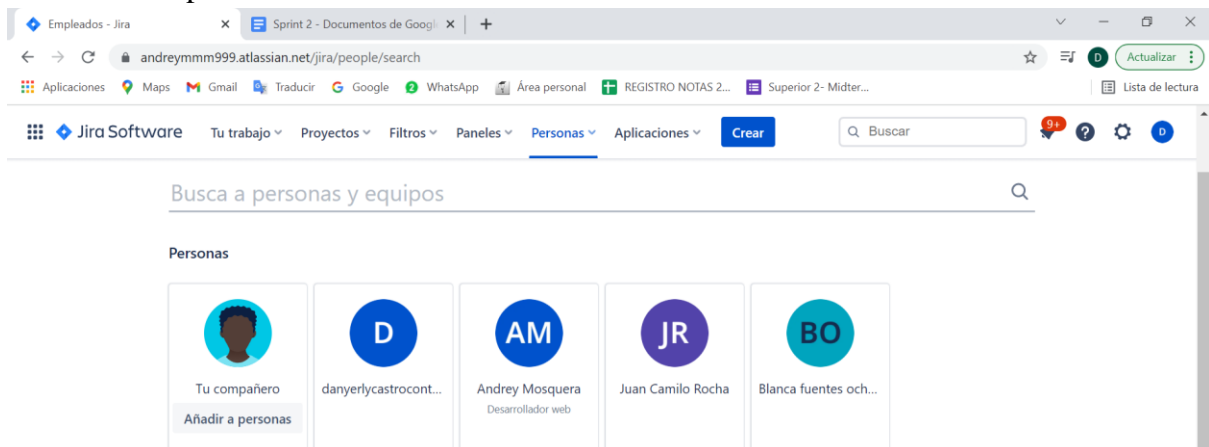 Empleados - Jira
Sprint 2 - Documentos de Googl
andreymmm999.atlassian.net/jira/people/search
D
Actualizar
Aplicaciones Maps Gmail Traducir Google WhatsApp Área personal REGISTRO NOTAS 2... Superior 2- Midter...
Lista de lectura
Jira Software Tu trabajo Proyectos Filtros Paneles Personas Aplicaciones Crear Buscar 9+ D
Busca a personas y equipos
Personas
D AM JR BO
Tu compañero danyerlycastrocont... Andrey Mosquera Juan Camilo Rocha Blanca fuentes och...
Desarrollador web
Añadir a personas